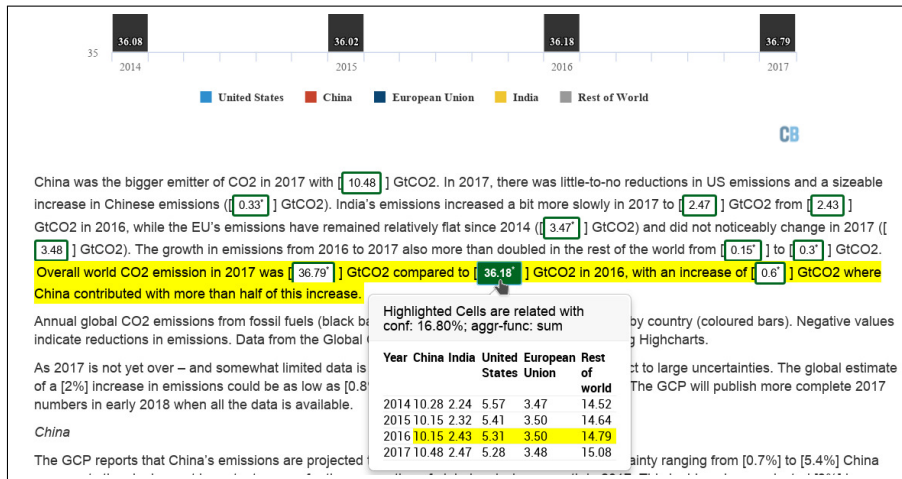 36.08 36.02 36.18 36.79
35
2014 2015 2016 2017
United States China European Union India Rest of World
CB
China was the bigger emitter of CO2 in 2017 with [ 10.48 ] GtCO2. In 2017, there was little-to-no reductions in US emissions and a sizeable
increase in Chinese emissions ([ 0.33* ] GtCO2). India's emissions increased a bit more slowly in 2017 to [ 2.47 ] GtCO2 from [ 2.43 ]
GtCO2 in 2016, while the EU's emissions have remained relatively flat since 2014 ([ 3.47* ] GtCO2) and did not noticeably change in 2017 ([
3.48 ] GtCO2). The growth in emissions from 2016 to 2017 also more than doubled in the rest of the world from [ 0.15* ] to [ 0.3* ] GtCO2.
Overall world CO2 emission in 2017 was [ 36.79* ] GtCO2 compared to [ 36.18* ] GtCO2 in 2016, with an increase of [ 0.6* ] GtCO2 where
China contributed with more than half of this increase.
Highlighted Cells are related with
conf: 16.80%; aggr-func: sum
Year China India United States European Union Rest of world
2014 10.28 2.24 5.57 3.47 14.52
2015 10.15 2.32 5.41 3.50 14.64
2016 10.15 2.43 5.31 3.50 14.79
2017 10.48 2.47 5.28 3.48 15.08
Annual global CO2 emissions from fossil fuels (black by country (coloured bars). Negative values
indicate reductions in emissions. Data from the Global Highcharts.
As 2017 is not yet over – and somewhat limited data is to large uncertainties. The global estimate
of a [2%] increase in emissions could be as low as [0.8 The GCP will publish more complete 2017
numbers in early 2018 when all the data is available.
China
The GCP reports that China's emissions are projected ranging from [0.7%] to [5.4%] China